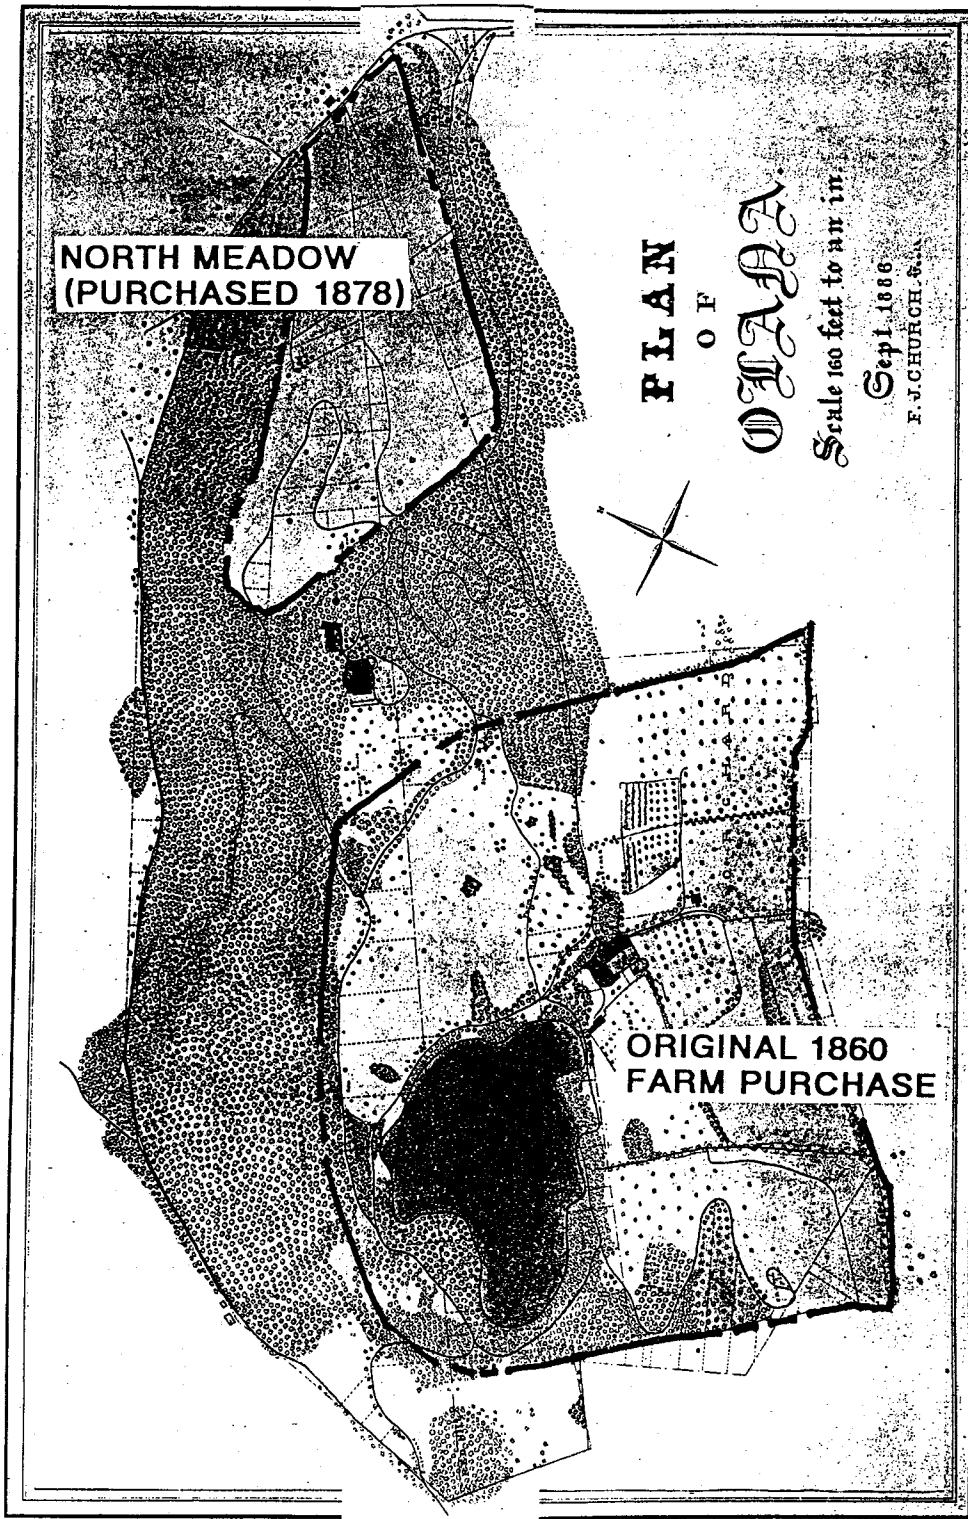 NORTH MEADOW
(PURCHASED 1878)
PLAN
OF
OLANA.
Scale 160 feet to an in.
Sept 1886
F. J. CHURCH.
ORCHARD
ORIGINAL 1860
FARM PURCHASE